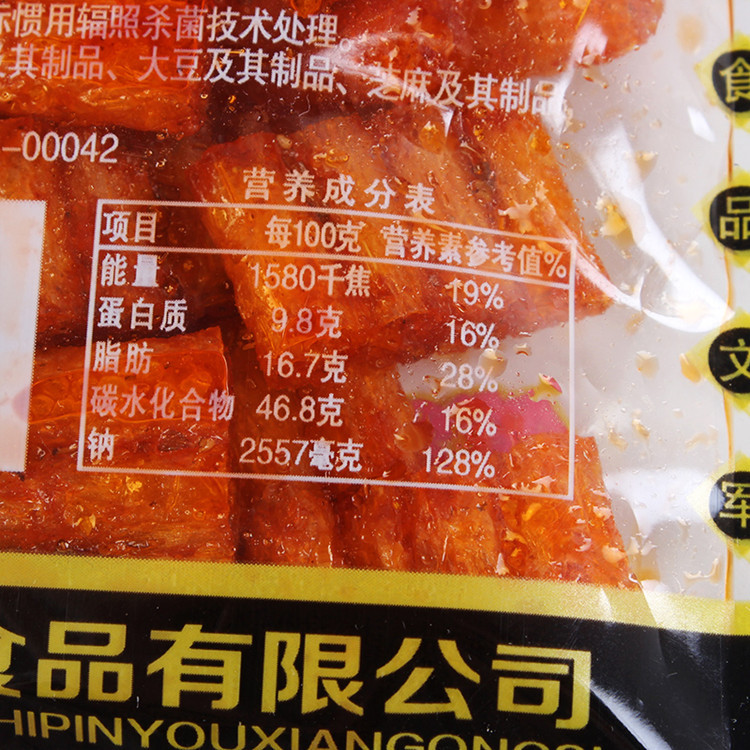 标惯用辐照杀菌技术处理。
及其制品、大豆及其制品、芝麻及其制品
-00042
营养成分表
项目 每100克 营养素参考值%
能量 1580千焦 19%
蛋白质 9.8克 16%
脂肪 16.7克 28%
碳水化合物 46.8克 16%
钠 2557毫克 128%
食
品
文
军
食品有限公司
HIPINYOUXIANGONGS